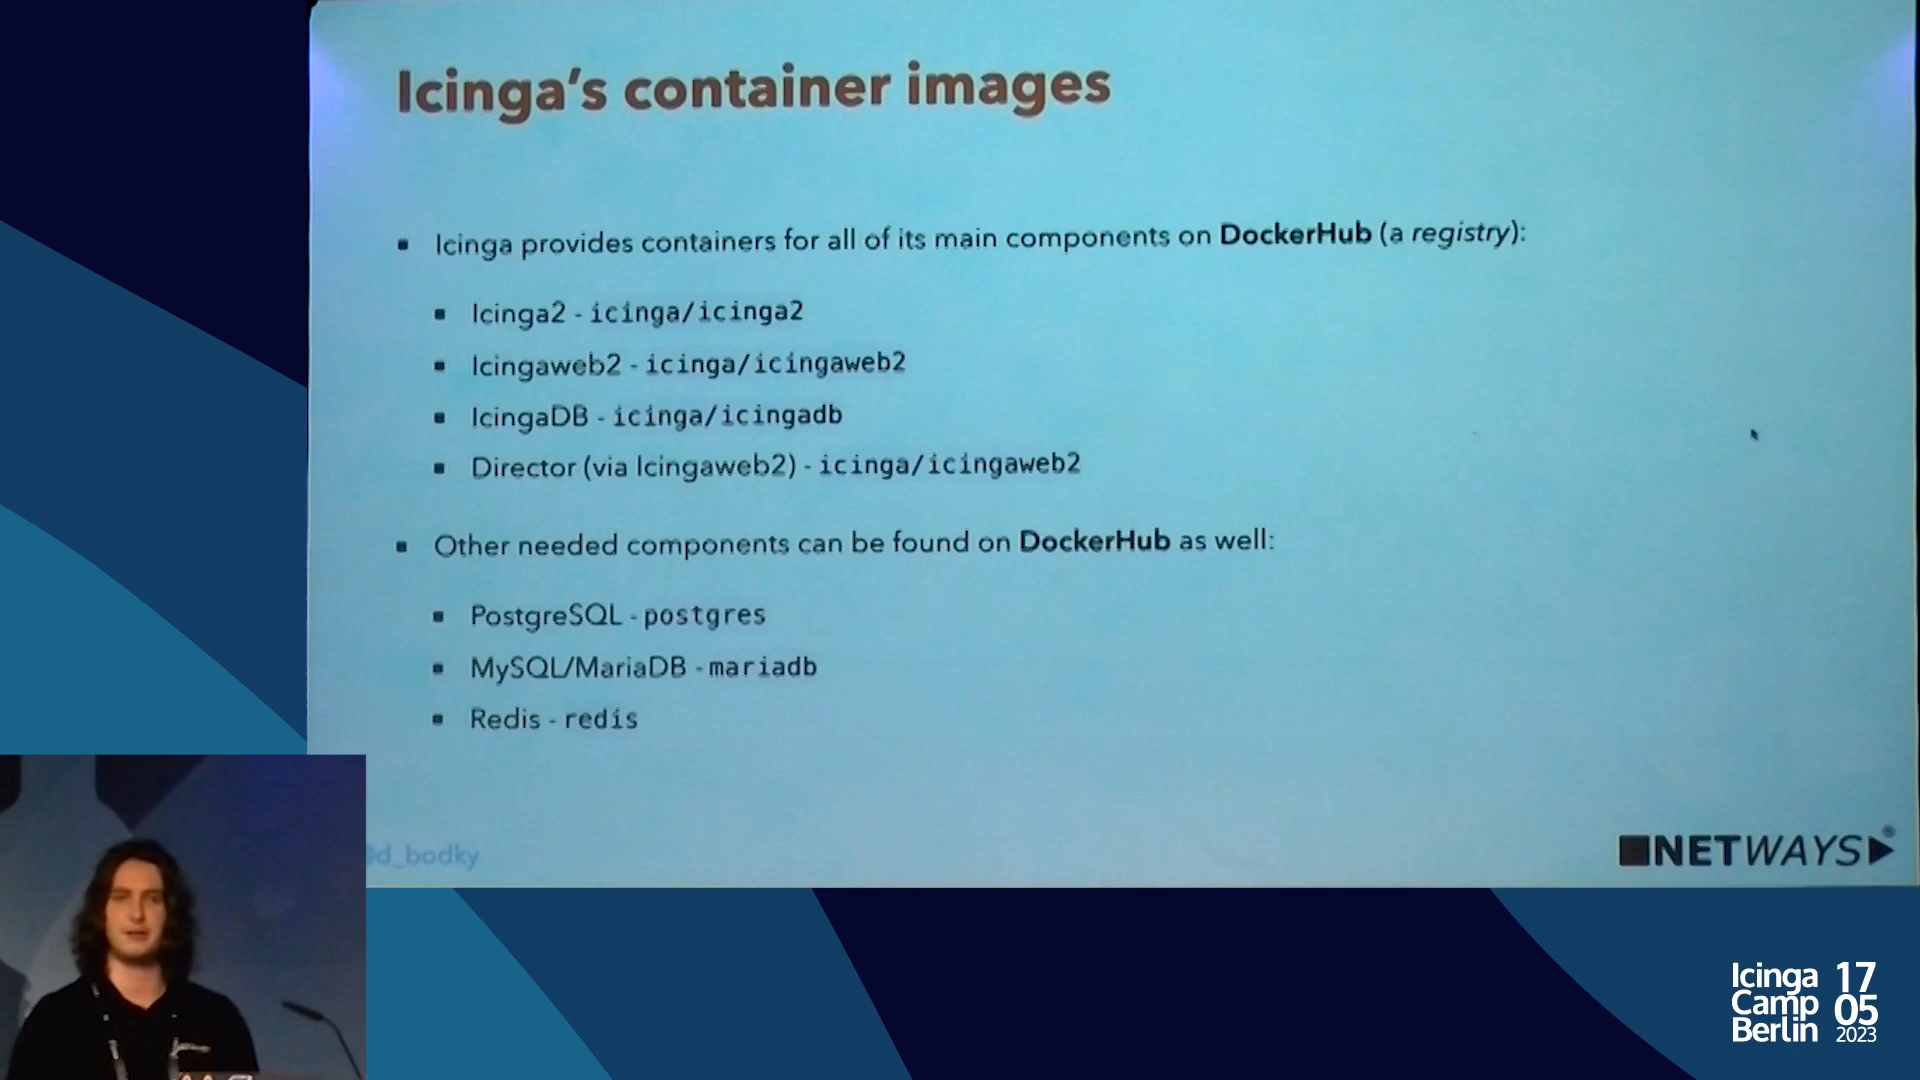 Icinga's container images
▪ Icinga provides containers for all of its main components on DockerHub (a registry):
▪ Icinga2 - icinga/icinga2
▪ Icingaweb2 - icinga/icingaweb2
▪ IcingaDB - icinga/icingadb
▪ Director (via Icingaweb2) - icinga/icingaweb2
▪ Other needed components can be found on DockerHub as well:
▪ PostgreSQL - postgres
▪ MySQL/MariaDB - mariadb
▪ Redis - redis
@d_bodky
NETWAYS®
Icinga
Camp
Berlin
17
05
2023